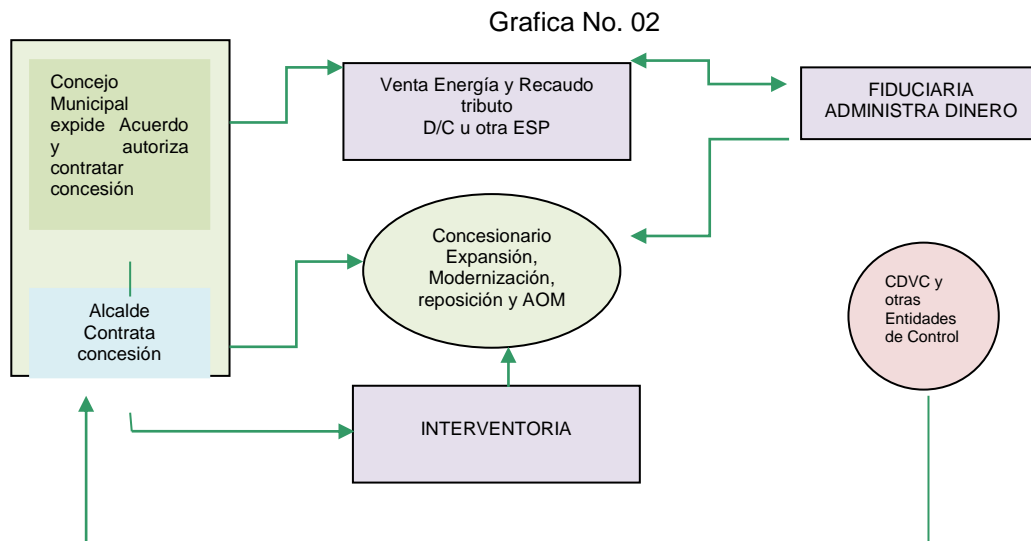 Grafica No. 02
Concejo
Municipal
expide Acuerdo
y autoriza
contratar
concesión
Alcalde
Contrata
concesión
Venta Energía y Recaudo
tributo
D/C u otra ESP
FIDUCIARIA
ADMINISTRA DINERO
Concesionario
Expansión,
Modernización,
reposición y AOM
CDVC y
otras
Entidades
de Control
INTERVENTORIA